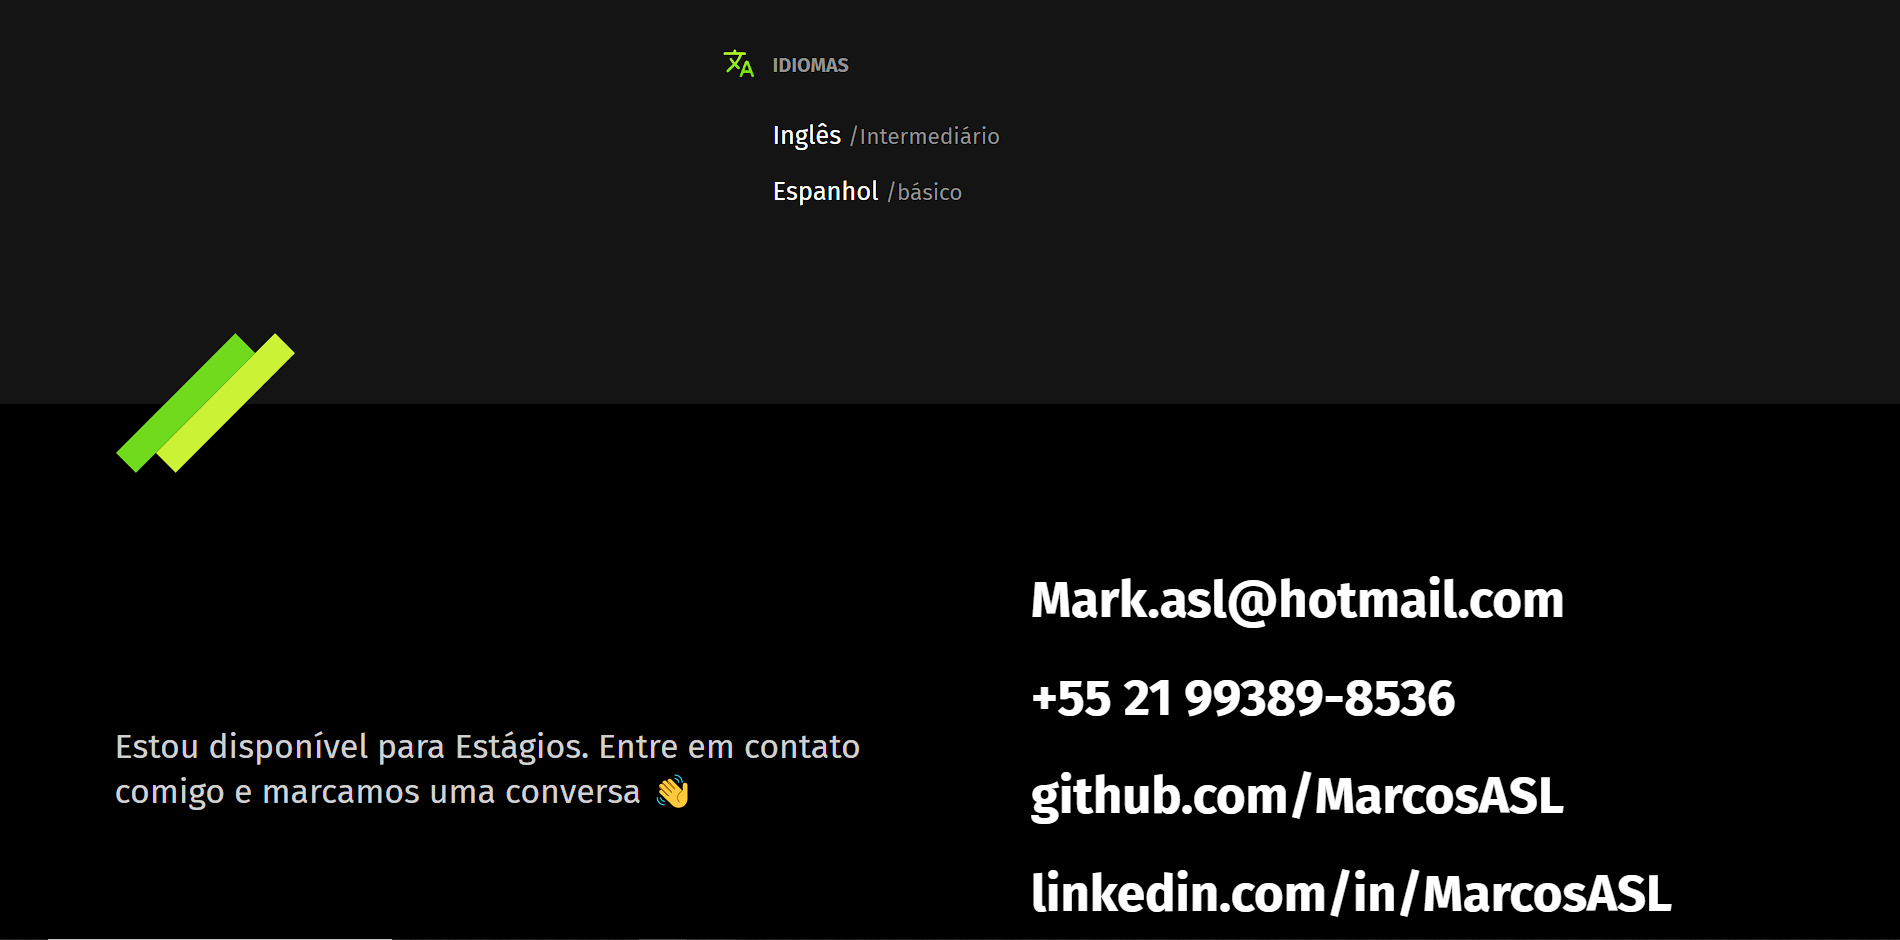 IDIOMAS
Inglês /Intermediário
Espanhol /básico
Estou disponível para Estágios. Entre em contato
comigo e marcamos uma conversa 👋
Mark.asl@hotmail.com
+55 21 99389-8536
github.com/MarcosASL
linkedin.com/in/MarcosASL